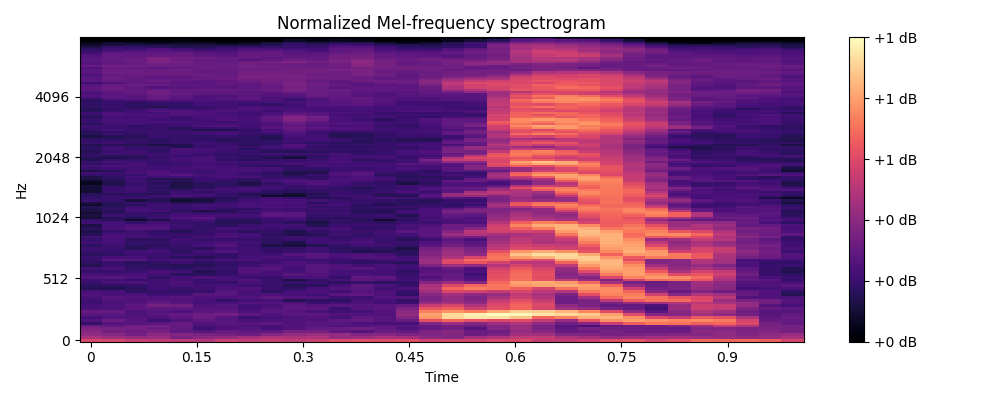 Normalized Mel-frequency spectrogram
Hz
4096
2048
1024
512
0
0 0.15 0.3 0.45 0.6 0.75 0.9
Time
+1 dB
+1 dB
+1 dB
+0 dB
+0 dB
+0 dB